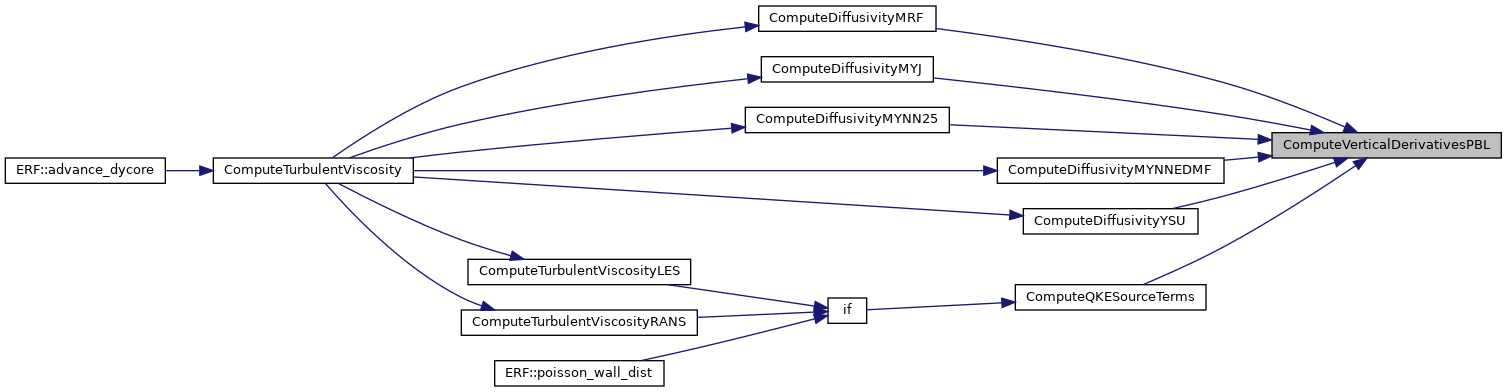 ComputeDiffusivityMRF
ComputeDiffusivityMYJ
ComputeDiffusivityMYNN25
ComputeVerticalDerivativesPBL
ERF::advance_dycore
ComputeTurbulentViscosity
ComputeDiffusivityMYNNEDMF
ComputeDiffusivityYSU
ComputeTurbulentViscosityLES
ComputeQKESourceTerms
if
ComputeTurbulentViscosityRANS
ERF::poisson_wall_dist